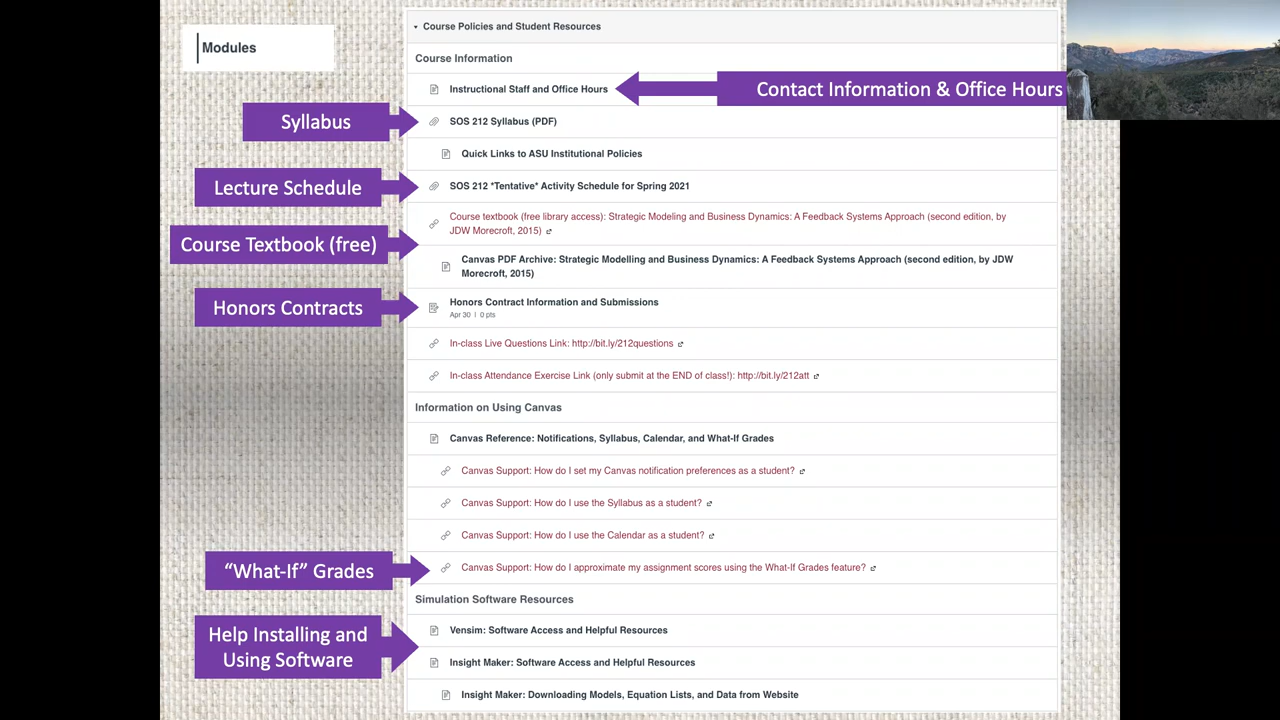 Modules
Course Policies and Student Resources
Course Information
Instructional Staff and Office Hours
Contact Information & Office Hours
Syllabus
SOS 212 Syllabus (PDF)
Quick Links to ASU Institutional Policies
Lecture Schedule
SOS 212 *Tentative* Activity Schedule for Spring 2021
Course textbook (free library access): Strategic Modeling and Business Dynamics: A Feedback Systems Approach (second edition, by
JDW Morecroft, 2015)
Course Textbook (free)
Canvas PDF Archive: Strategic Modelling and Business Dynamics: A Feedback Systems Approach (second edition, by JDW
Morecroft, 2015)
Honors Contracts
Honors Contract Information and Submissions
Apr 30 | 0 pts
In-class Live Questions Link: http://bit.ly/212questions
In-class Attendance Exercise Link (only submit at the END of class!): http://bit.ly/212att
Information on Using Canvas
Canvas Reference: Notifications, Syllabus, Calendar, and What-If Grades
Canvas Support: How do I set my Canvas notification preferences as a student?
Canvas Support: How do I use the Syllabus as a student?
Canvas Support: How do I use the Calendar as a student?
“What-If” Grades
Canvas Support: How do I approximate my assignment scores using the What-If Grades feature?
Simulation Software Resources
Help Installing and
Using Software
Vensim: Software Access and Helpful Resources
Insight Maker: Software Access and Helpful Resources
Insight Maker: Downloading Models, Equation Lists, and Data from Website